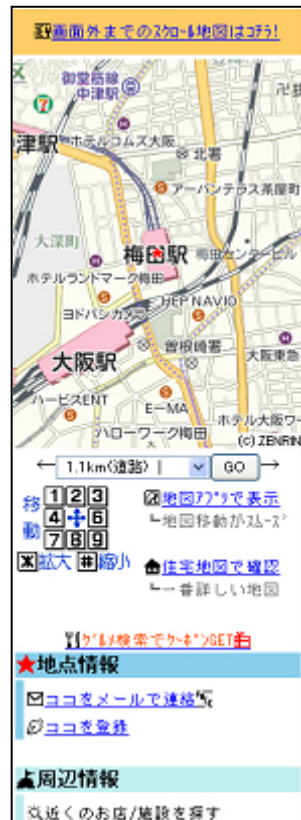 画面外までのスクロール地図はコチラ!
御堂筋線
中津駅
津駅
ホテルコムズ大阪
北署
アーバンテラス茶屋町
大深町
梅田駅
梅田センタービル
ホテルランドマーク梅田
HEP NAVIO
ヨドバシカメラ
曽根崎署
大阪駅
大阪東急
ハービスENT
E-MA
ホテル大阪ワ
ハローワーク梅田
(c) ZENRIN
← 1.1km(道路) | GO →
移動
1 2 3
4 6
7 8 9
*拡大 #縮小
地図アプリで表示
┗地図移動がスムーズ
住宅地図で確認
┗一番詳しい地図
グルメ検索でクーポンGET
★地点情報
ココをメールで連絡
ココを登録
周辺情報
近くのお店/施設を探す